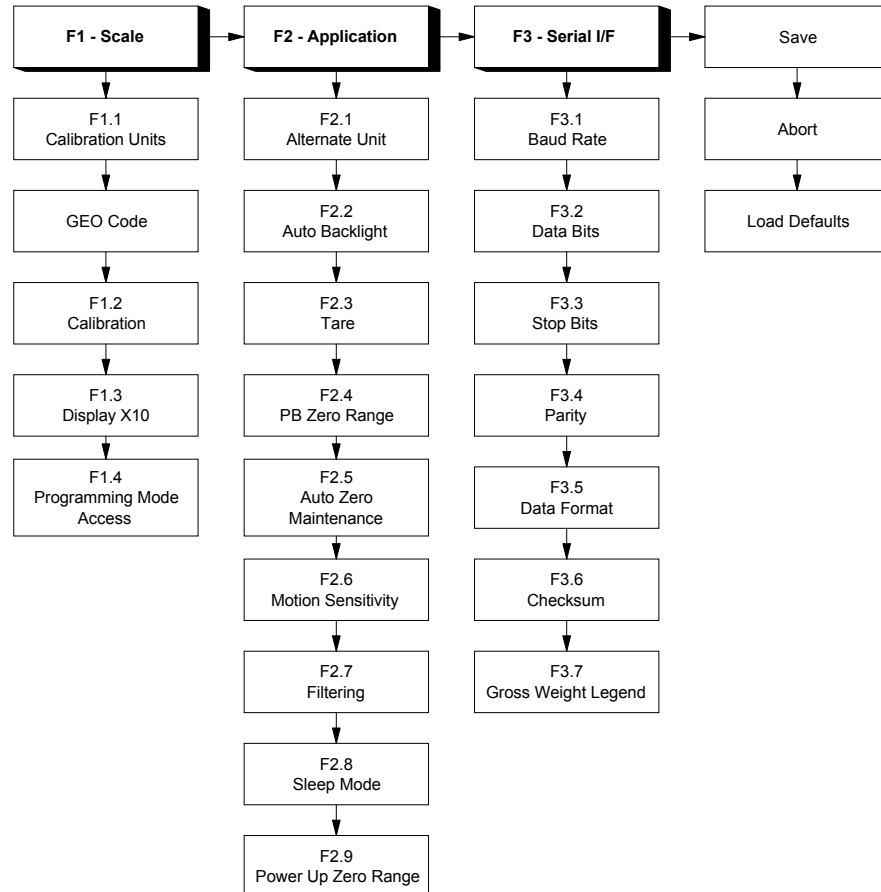 F1 - Scale
F2 - Application
F3 - Serial I/F
Save
F1.1
Calibration Units
GEO Code
F1.2
Calibration
F1.3
Display X10
F1.4
Programming Mode
Access
F2.1
Alternate Unit
F2.2
Auto Backlight
F2.3
Tare
F2.4
PB Zero Range
F2.5
Auto Zero
Maintenance
F2.6
Motion Sensitivity
F2.7
Filtering
F2.8
Sleep Mode
F2.9
Power Up Zero Range
F3.1
Baud Rate
F3.2
Data Bits
F3.3
Stop Bits
F3.4
Parity
F3.5
Data Format
F3.6
Checksum
F3.7
Gross Weight Legend
Abort
Load Defaults